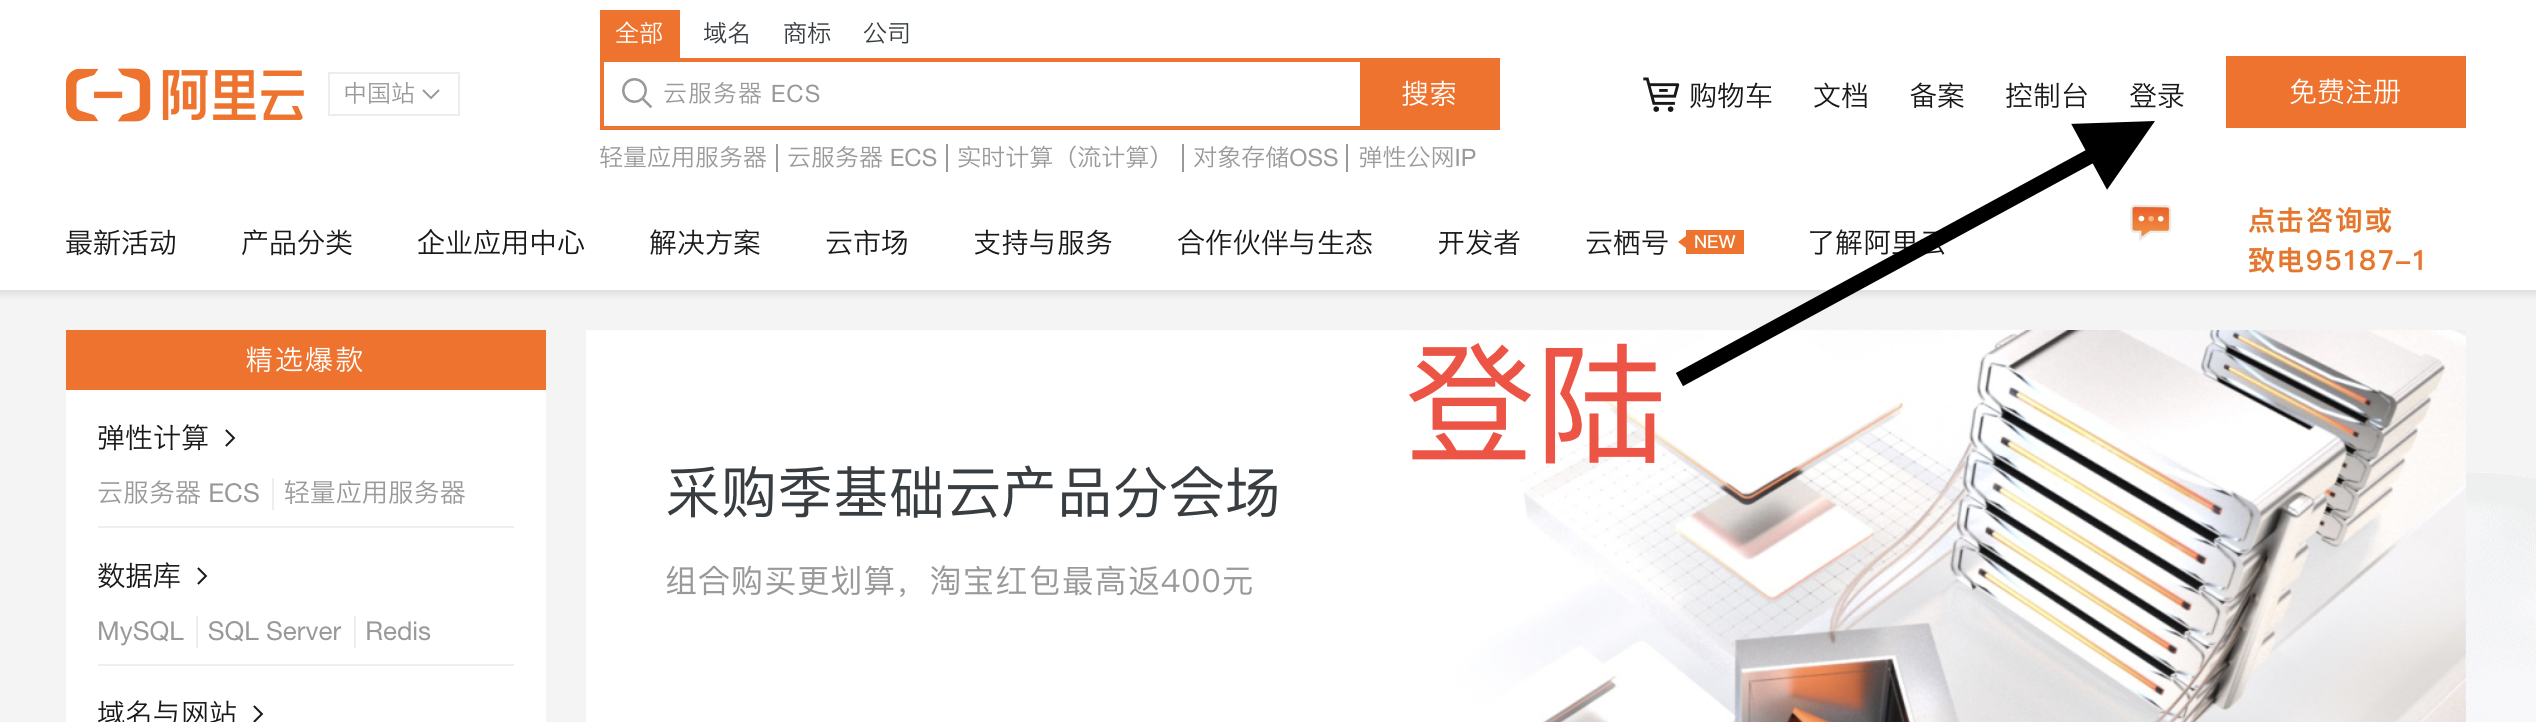 全部 域名 商标 公司
阿里云 中国站
云服务器 ECS 搜索
购物车 文档 备案 控制台 登录 免费注册
轻量应用服务器 云服务器 ECS 实时计算（流计算） 对象存储OSS 弹性公网IP
最新活动 产品分类 企业应用中心 解决方案 云市场 支持与服务 合作伙伴与生态 开发者 云栖号 NEW 了解阿里云
点击咨询或
致电95187-1
精选爆款
弹性计算
云服务器 ECS 轻量应用服务器
数据库
MySQL SQL Server Redis
域名与网站
登陆
采购季基础云产品分会场
组合购买更划算，淘宝红包最高返400元